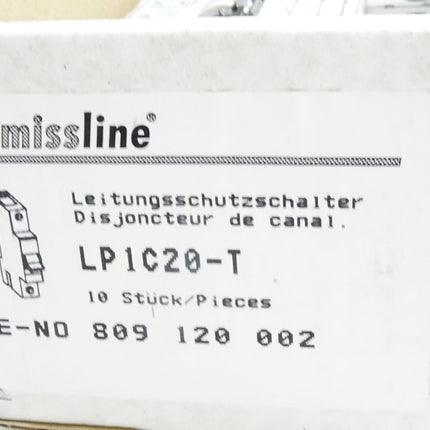 missline®
Leitungsschutzschalter
Disjoncteur de canal.
LP1C20-T
10 Stück/Pieces
E-NO 809 120 002